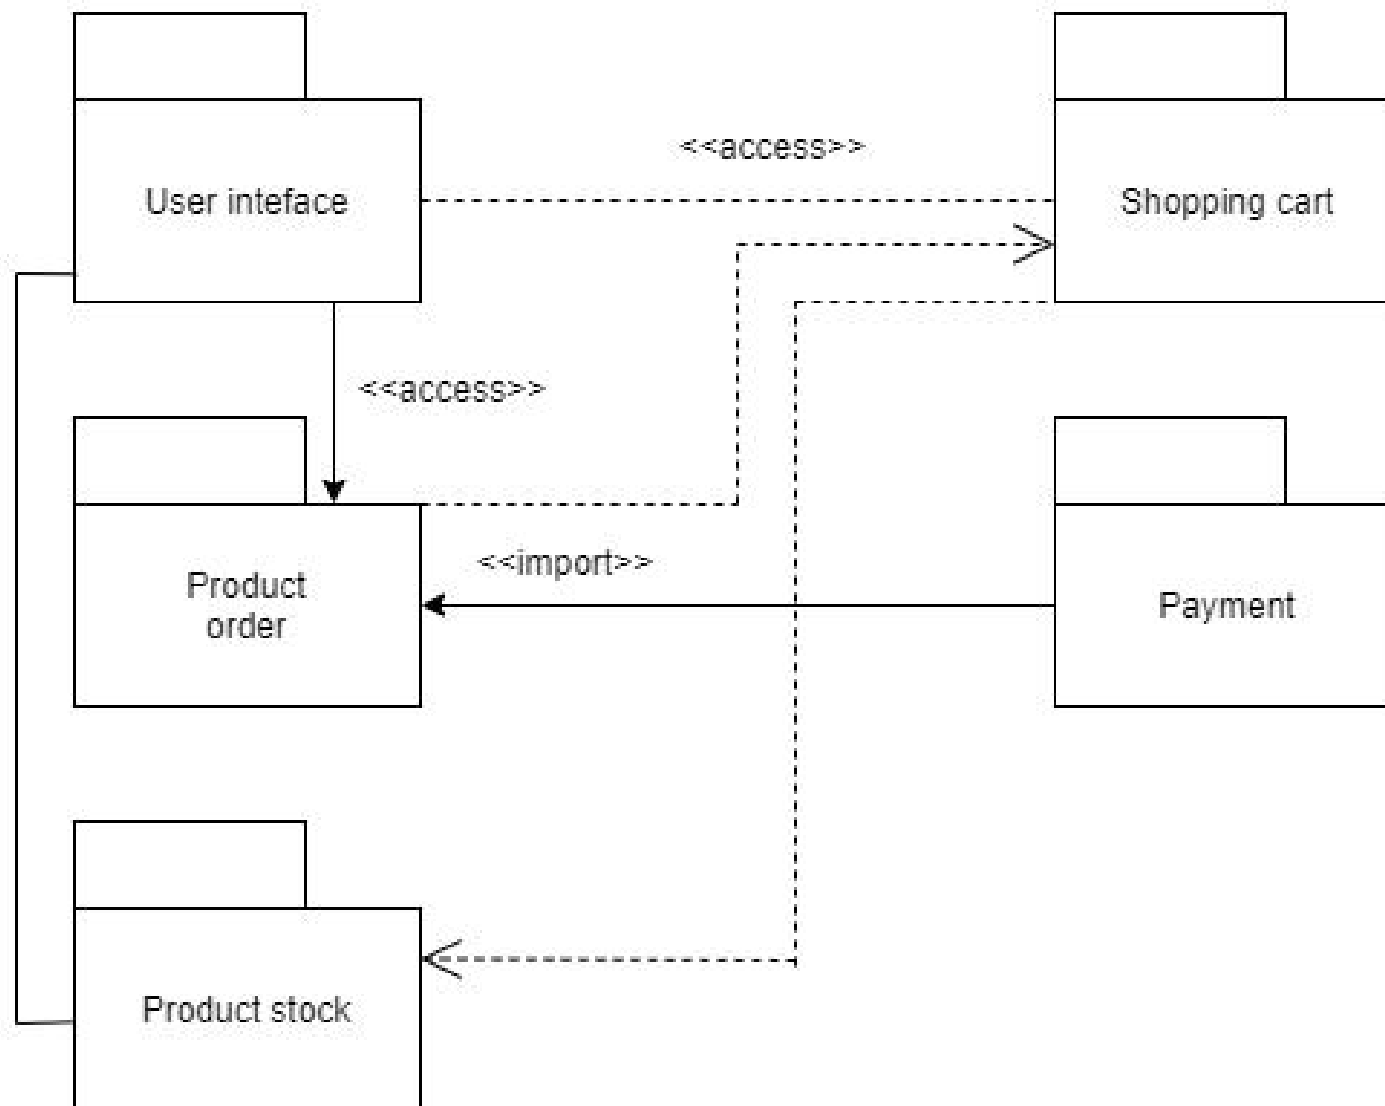 <<access>>
User inteface
Shopping cart
<<access>>
<<import>>
Product
order
Payment
Product stock